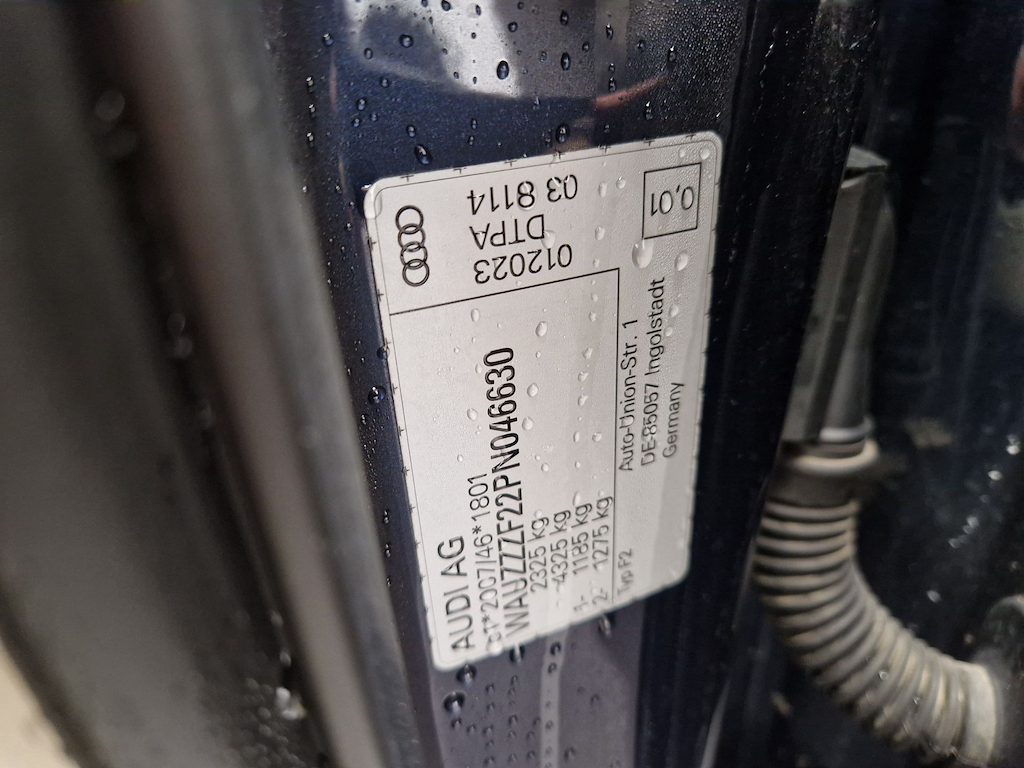 AUDI AG
e1*2007/46*1801
WAUZZZF22PN046630
2325 kg
-4325 kg
1- 1185 kg
2- 1275 kg
Typ F2
Auto-Union-Str. 1
DE-85057 Ingolstadt
Germany
012023
DTPA
03 8114
0,01